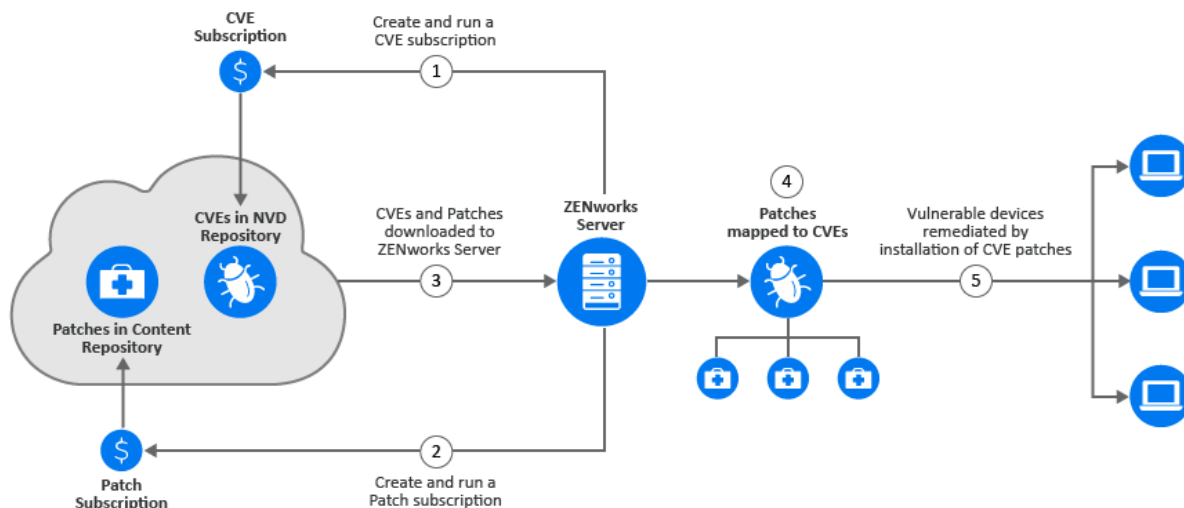 CVE
Subscription
Create and run a
CVE subscription
1
CVEs in NVD
Repository
Patches in Content
Repository
CVEs and Patches
downloaded to
ZENworks Server
3
ZENworks
Server
4
Patches
mapped to CVEs
Vulnerable devices
remediated by
installation of CVE patches
5
$
$
2
Create and run a
Patch subscription
Patch
Subscription